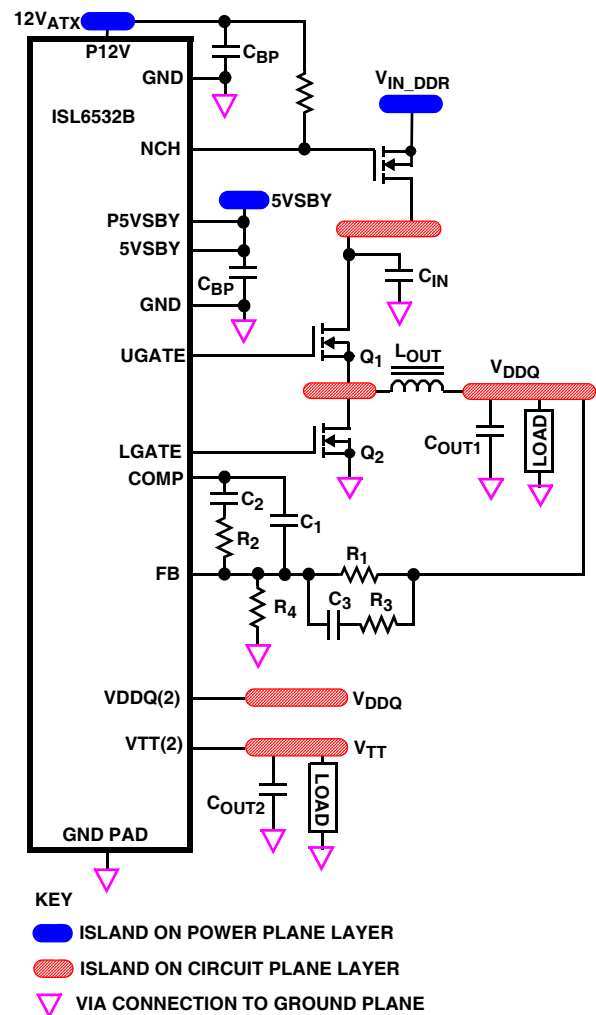 12VATX
P12V
CBP
GND
VIN_DDR
ISL6532B
NCH
5VSBY
P5VSBY
5VSBY
CBP
CIN
GND
Q1
LOUT
VDDQ
UGATE
LGATE
Q2
COUT1
LOAD
COMP
C2
C1
R2
R1
FB
C3
R3
R4
VDDQ(2)
VDDQ
VTT(2)
VTT
COUT2
LOAD
GND PAD
KEY
ISLAND ON POWER PLANE LAYER
ISLAND ON CIRCUIT PLANE LAYER
VIA CONNECTION TO GROUND PLANE